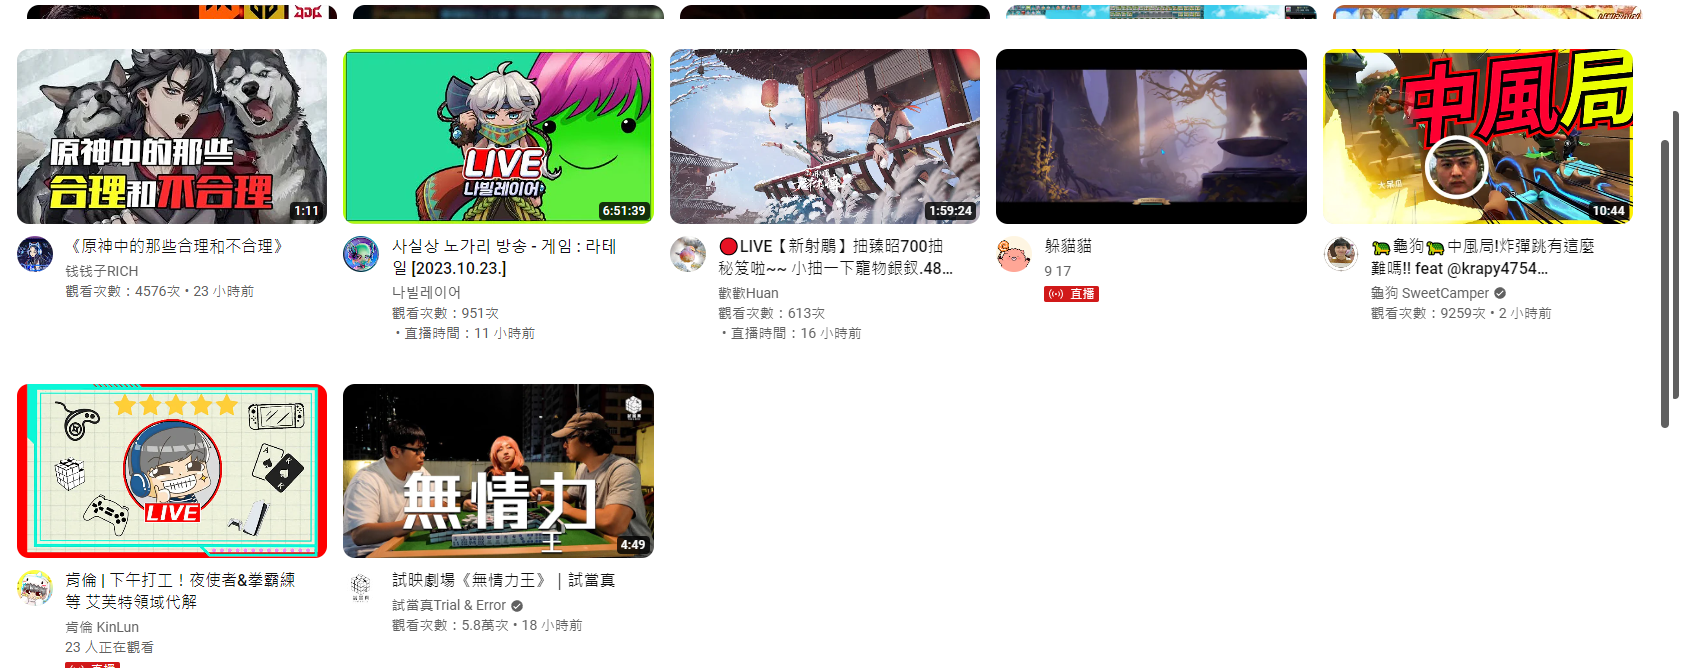 原神中的那些
合理和不合理
1:11
《原神中的那些合理和不合理》
钱钱子RICH
觀看次數：4576次 • 23 小時前
LIVE
나빌레이어
6:51:39
사실상 노가리 방송 - 게임 : 라테
일 [2023.10.23.]
나빌레이어
觀看次數：951次
• 直播時間：11 小時前
1:59:24
🔴LIVE【新射鵰】抽臻昭700抽
秘笈啦~~ 小抽一下寵物銀釵.48...
歡歡Huan
觀看次數：613次
• 直播時間：16 小時前
躲貓貓
9 17
直播
中風局
大呆瓜
10:44
🐢龜狗🐢中風局!炸彈跳有這麼
難嗎!! feat @krapy4754...
龜狗 SweetCamper
觀看次數：9259次 • 2 小時前
LIVE
A
K
肯倫 | 下午打工！夜使者&拳霸練
等 艾芙特領域代解
肯倫 KinLun
23 人正在觀看
直播
試當真
無情力
王
4:49
試映劇場《無情力王》｜試當真
試當真Trial & Error
觀看次數：5.8萬次 • 18 小時前